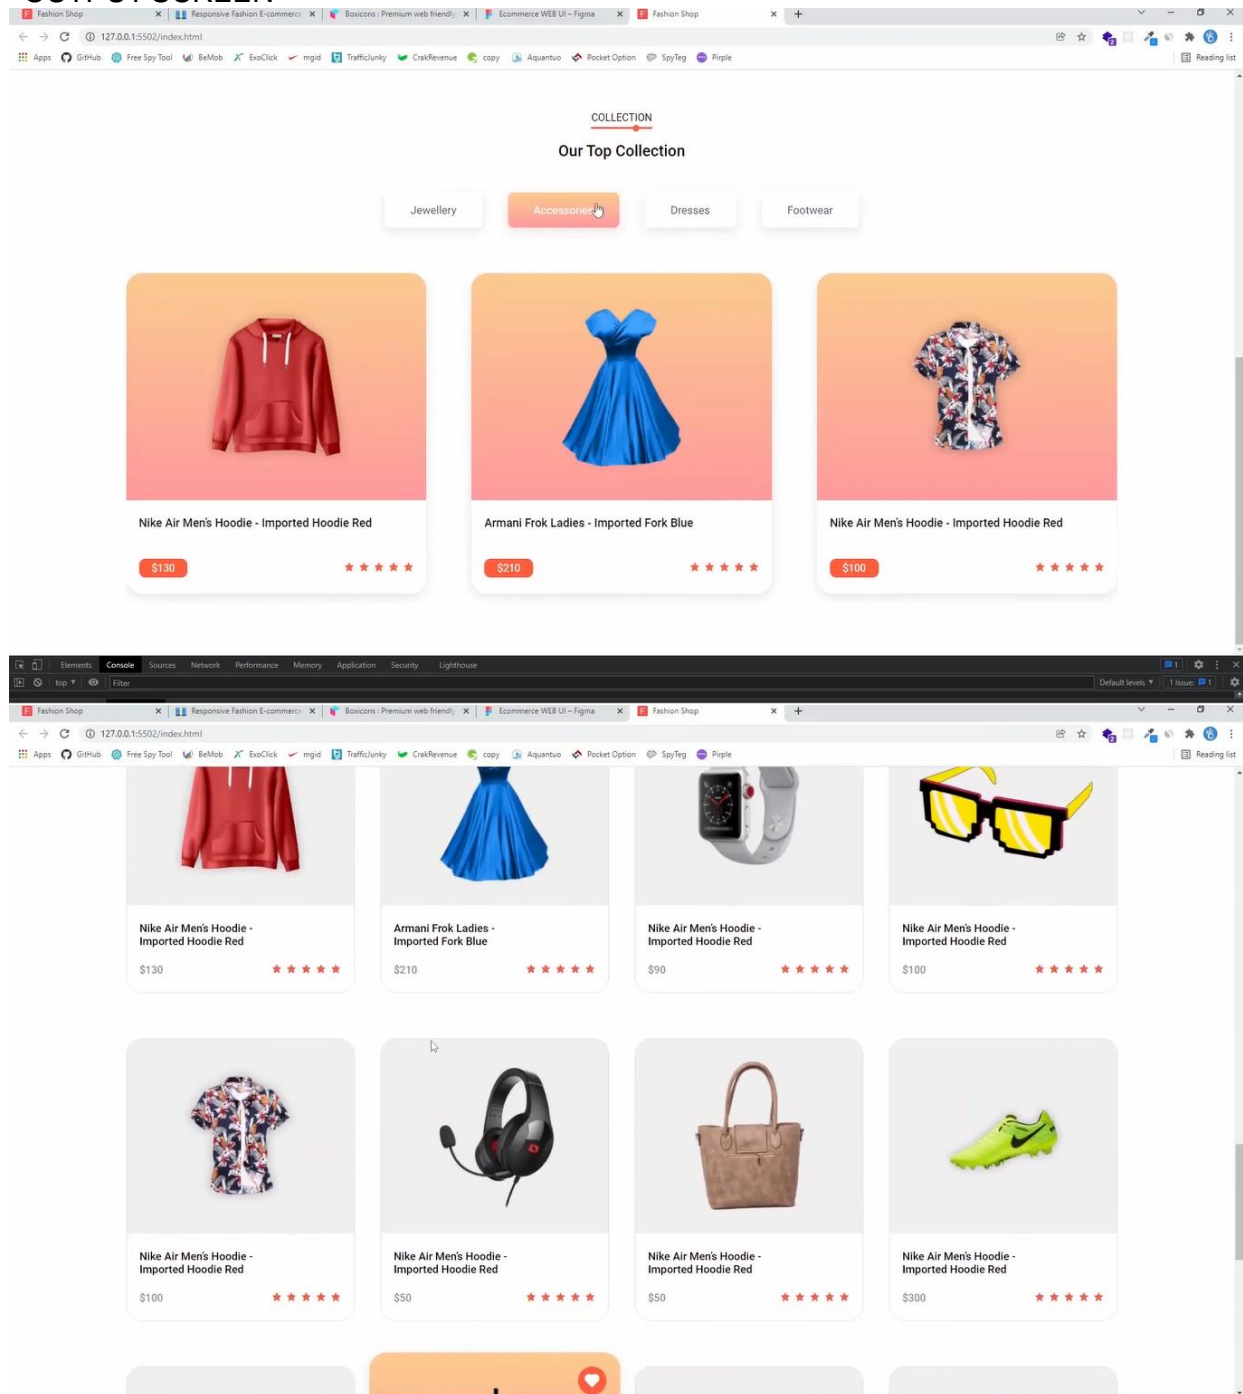 OUTPUT SCREEN
Fashion Shop
Responsive Fashion E-commerce
Boxicons : Premium web friendly
Ecommerce WEB UI – Figma
Fashion Shop
127.0.0.1:5502/index.html
Apps GitHub Free Spy Tool BeMob ExoClick mgid TrafficJunky CrakRevenue copy Aquantuo Pocket Option SpyTeg Pirple Reading list
COLLECTION
Our Top Collection
Jewellery Accessories Dresses Footwear
Nike Air Men's Hoodie - Imported Hoodie Red
$130
Armani Frok Ladies - Imported Fork Blue
$210
Nike Air Men's Hoodie - Imported Hoodie Red
$100
Elements Console Sources Network Performance Memory Application Security Lighthouse 1
top Filter Default levels 1 Issue: 1
Fashion Shop
Responsive Fashion E-commerce
Boxicons : Premium web friendly
Ecommerce WEB UI – Figma
Fashion Shop
127.0.0.1:5502/index.html
Apps GitHub Free Spy Tool BeMob ExoClick mgid TrafficJunky CrakRevenue copy Aquantuo Pocket Option SpyTeg Pirple Reading list
Nike Air Men's Hoodie -
Imported Hoodie Red
$130
Armani Frok Ladies -
Imported Fork Blue
$210
Nike Air Men's Hoodie -
Imported Hoodie Red
$90
Nike Air Men's Hoodie -
Imported Hoodie Red
$100
Nike Air Men's Hoodie -
Imported Hoodie Red
$100
Nike Air Men's Hoodie -
Imported Hoodie Red
$50
Nike Air Men's Hoodie -
Imported Hoodie Red
$50
Nike Air Men's Hoodie -
Imported Hoodie Red
$300